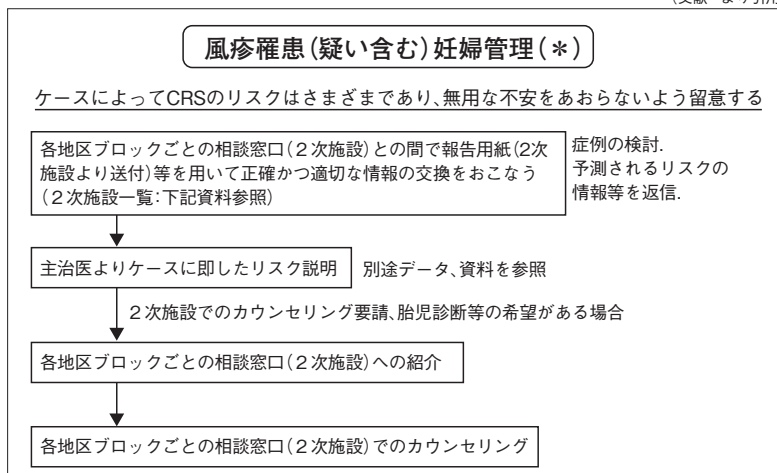 風疹罹患(疑い含む)妊婦管理(＊)
ケースによってCRSのリスクはさまざまであり、無用な不安をあおらないよう留意する
各地区ブロックごとの相談窓口(２次施設)との間で報告用紙(2次
施設より送付)等を用いて正確かつ適切な情報の交換をおこなう
(２次施設一覧:下記資料参照)
症例の検討.
予測されるリスクの
情報等を返信.
主治医よりケースに即したリスク説明
別途データ、資料を参照
２次施設でのカウンセリング要請、胎児診断等の希望がある場合
各地区ブロックごとの相談窓口(２次施設)への紹介
各地区ブロックごとの相談窓口(２次施設)でのカウンセリング